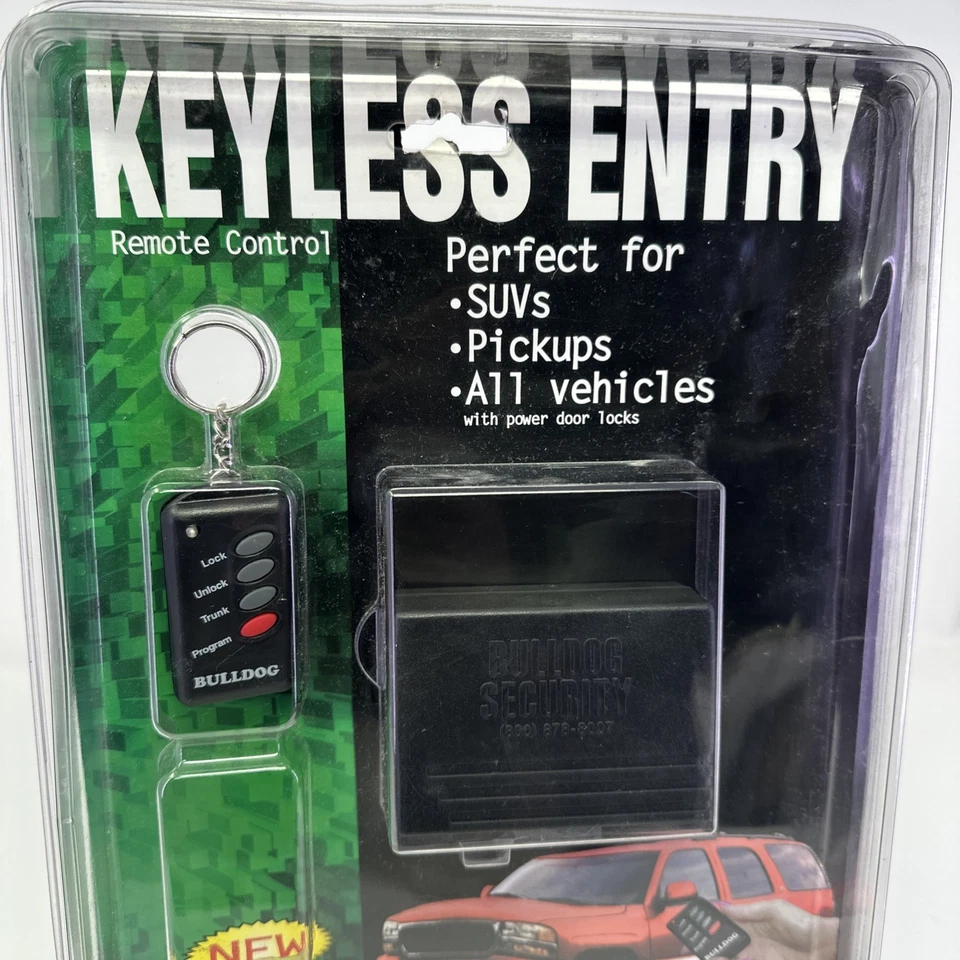 KEYLESS ENTRY
Remote Control
Perfect for
•SUVs
•Pickups
•All vehicles
with power door locks
Lock
Unlock
Trunk
Program
BULLDOG
BULLDOG
SECURITY
NEW
BULLDOG